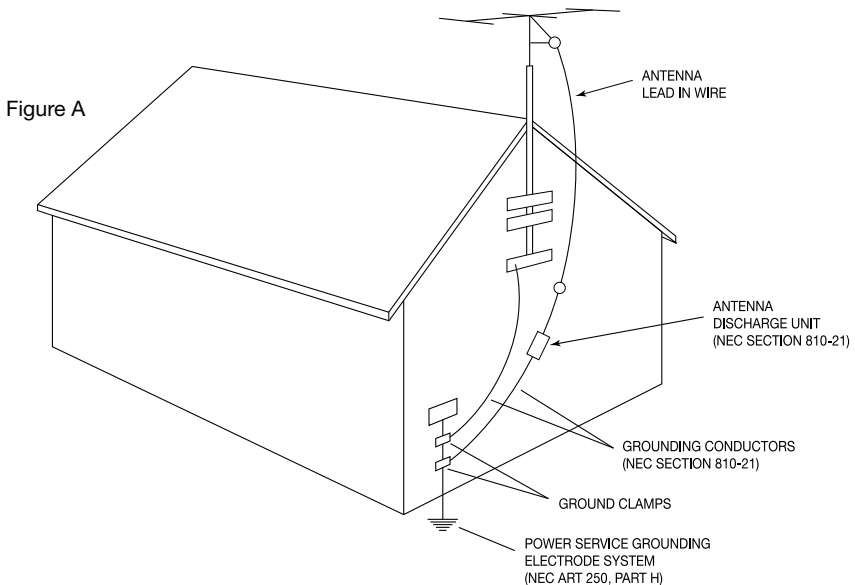 Figure A
ANTENNA
LEAD IN WIRE
ANTENNA
DISCHARGE UNIT
(NEC SECTION 810-21)
GROUNDING CONDUCTORS
(NEC SECTION 810-21)
GROUND CLAMPS
POWER SERVICE GROUNDING
ELECTRODE SYSTEM
(NEC ART 250, PART H)